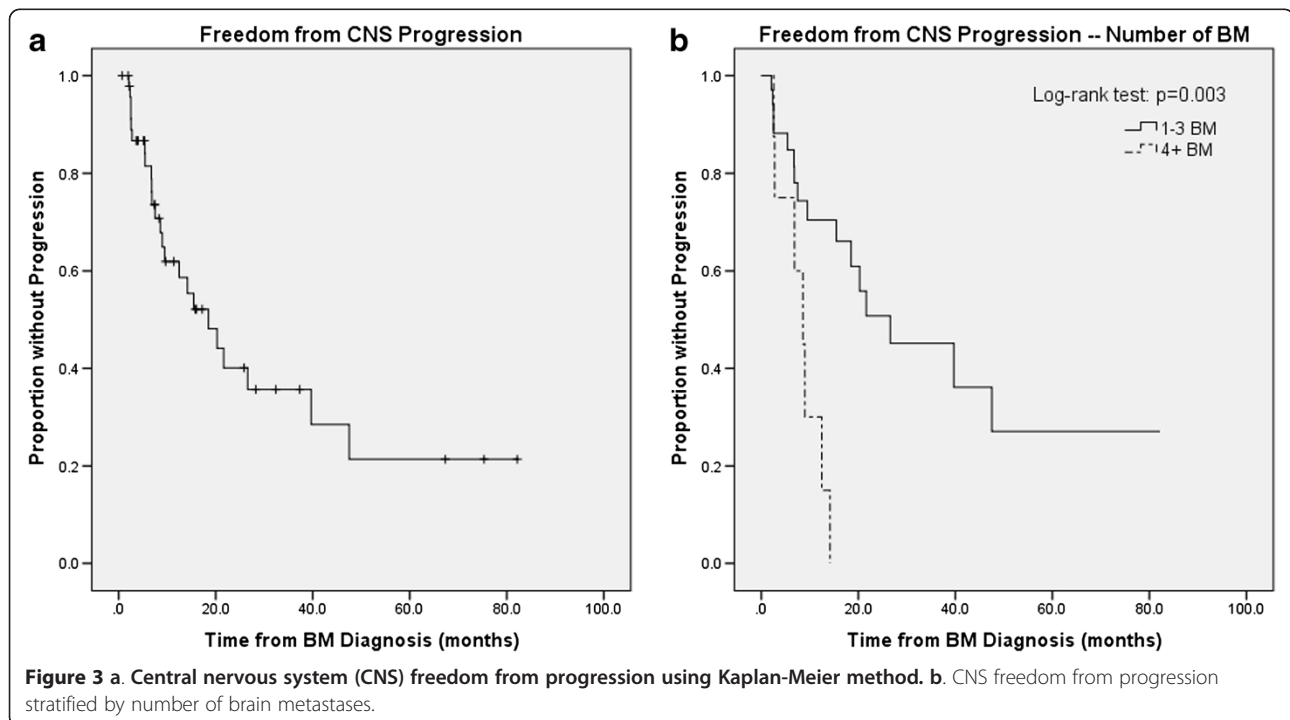 a
Freedom from CNS Progression
1.0
0.8
0.6
0.4
0.2
0.0
Proportion without Progression
.0 20.0 40.0 60.0 80.0 100.0
Time from BM Diagnosis (months)
b
Freedom from CNS Progression -- Number of BM
Log-rank test: p=0.003
1-3 BM
4+ BM
1.0
0.8
0.6
0.4
0.2
0.0
Proportion without Progression
.0 20.0 40.0 60.0 80.0 100.0
Time from BM Diagnosis (months)
Figure 3 a. Central nervous system (CNS) freedom from progression using Kaplan-Meier method. b. CNS freedom from progression
stratified by number of brain metastases.